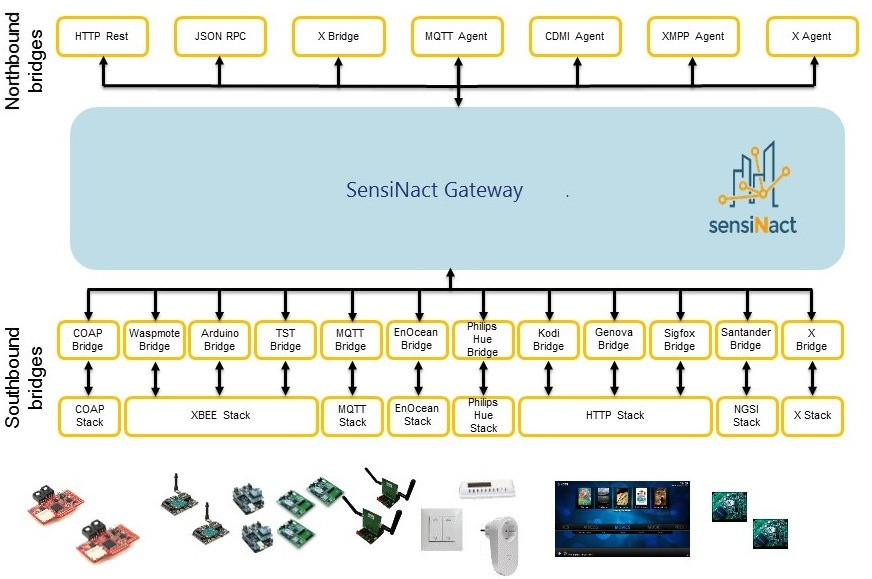 Northbound
bridges
HTTP Rest
JSON RPC
X Bridge
MQTT Agent
CDMI Agent
XMPP Agent
X Agent
SensiNact Gateway
.
sensiNact
Southbound
bridges
COAP
Bridge
Waspmote
Bridge
Arduino
Bridge
TST
Bridge
MQTT
Bridge
EnOcean
Bridge
Philips
Hue
Bridge
Kodi
Bridge
Genova
Bridge
Sigfox
Bridge
Santander
Bridge
X
Bridge
COAP
Stack
XBEE Stack
MQTT
Stack
EnOcean
Stack
Philips
Hue
Stack
HTTP Stack
NGSI
Stack
X Stack
MOVIES